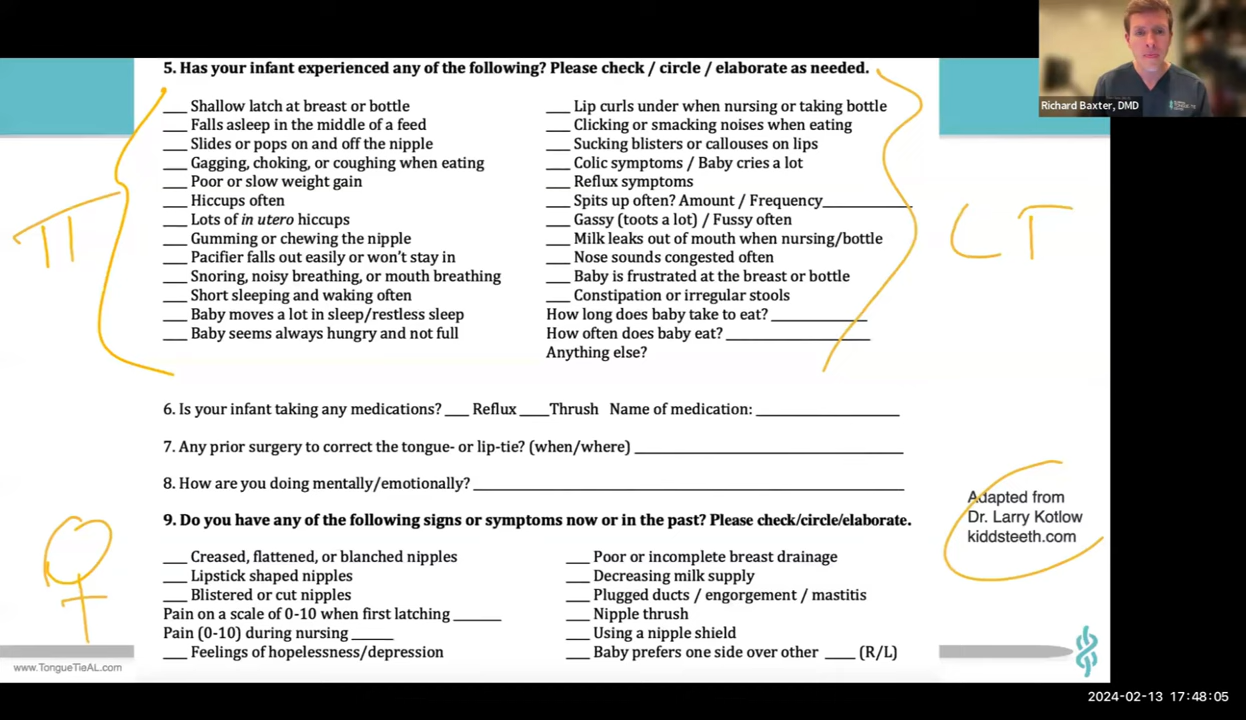 5. Has your infant experienced any of the following? Please check / circle / elaborate as needed.
___ Shallow latch at breast or bottle
___ Falls asleep in the middle of a feed
___ Slides or pops on and off the nipple
___ Gagging, choking, or coughing when eating
___ Poor or slow weight gain
___ Hiccups often
___ Lots of in utero hiccups
___ Gumming or chewing the nipple
___ Pacifier falls out easily or won't stay in
___ Snoring, noisy breathing, or mouth breathing
___ Short sleeping and waking often
___ Baby moves a lot in sleep/restless sleep
___ Baby seems always hungry and not full
___ Lip curls under when nursing or taking bottle
___ Clicking or smacking noises when eating
___ Sucking blisters or callouses on lips
___ Colic symptoms / Baby cries a lot
___ Reflux symptoms
___ Spits up often? Amount / Frequency___________
___ Gassy (toots a lot) / Fussy often
___ Milk leaks out of mouth when nursing/bottle
___ Nose sounds congested often
___ Baby is frustrated at the breast or bottle
___ Constipation or irregular stools
How long does baby take to eat? ____________
How often does baby eat? __________________
Anything else?
6. Is your infant taking any medications? ___ Reflux ____Thrush Name of medication: __________________
7. Any prior surgery to correct the tongue- or lip-tie? (when/where) __________________________________
8. How are you doing mentally/emotionally? ______________________________________________________
9. Do you have any of the following signs or symptoms now or in the past? Please check/circle/elaborate.
___ Creased, flattened, or blanched nipples
___ Lipstick shaped nipples
___ Blistered or cut nipples
Pain on a scale of 0-10 when first latching ______
Pain (0-10) during nursing _____
___ Feelings of hopelessness/depression
___ Poor or incomplete breast drainage
___ Decreasing milk supply
___ Plugged ducts / engorgement / mastitis
___ Nipple thrush
___ Using a nipple shield
___ Baby prefers one side over other ____ (R/L)
Adapted from
Dr. Larry Kotlow
kiddsteeth.com
www.TongueTieAL.com
Richard Baxter, DMD
2024-02-13 17:48:05